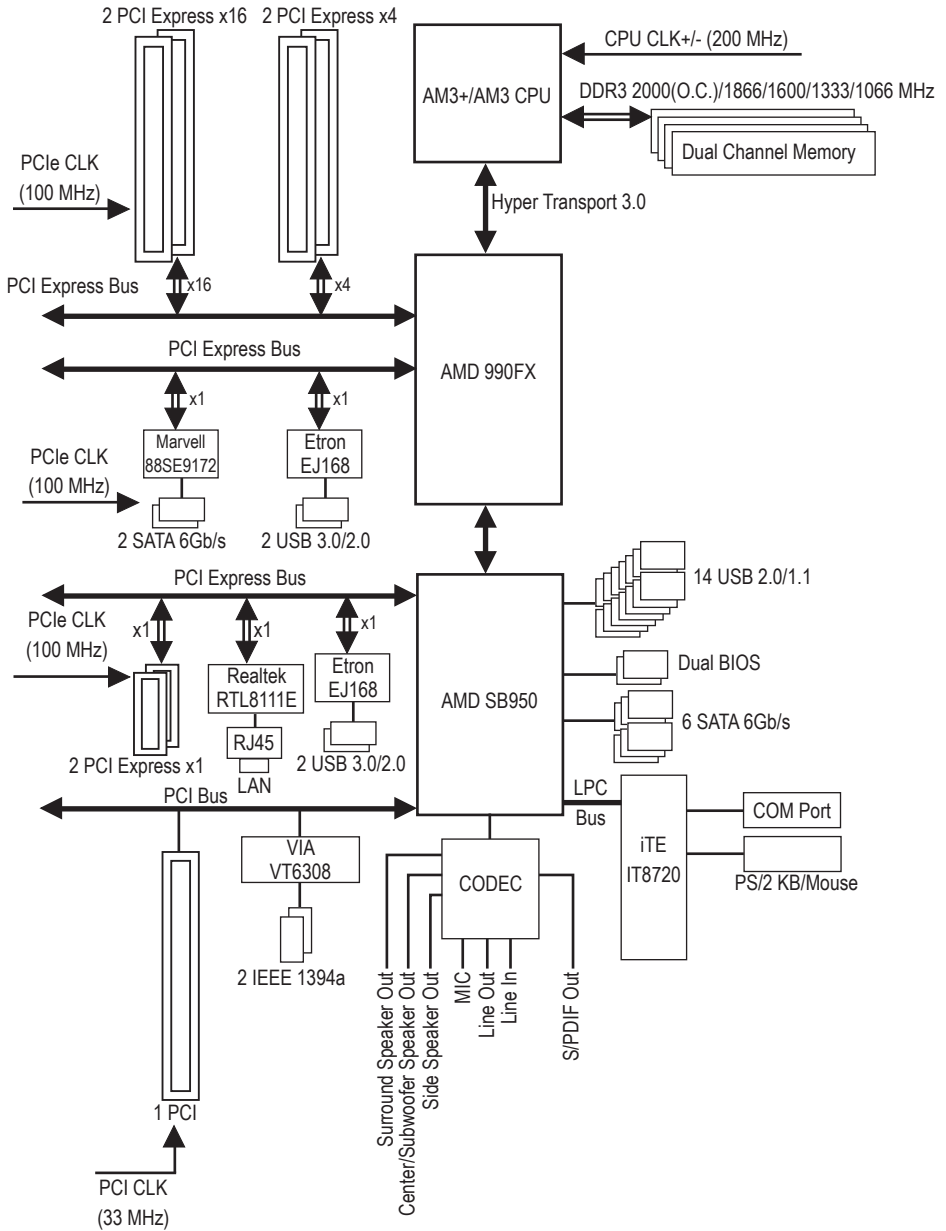 2 PCI Express x16
2 PCI Express x4
CPU CLK+/- (200 MHz)
AM3+/AM3 CPU
DDR3 2000(O.C.)/1866/1600/1333/1066 MHz
Dual Channel Memory
PCIe CLK
(100 MHz)
Hyper Transport 3.0
x16
x4
PCI Express Bus
PCI Express Bus
AMD 990FX
x1
x1
Marvell
88SE9172
Etron
EJ168
PCIe CLK
(100 MHz)
2 SATA 6Gb/s
2 USB 3.0/2.0
PCI Express Bus
14 USB 2.0/1.1
PCIe CLK
(100 MHz)
x1
x1
x1
Realtek
RTL8111E
Etron
EJ168
Dual BIOS
AMD SB950
6 SATA 6Gb/s
RJ45
2 PCI Express x1
LAN
2 USB 3.0/2.0
PCI Bus
LPC
Bus
COM Port
iTE
IT8720
PS/2 KB/Mouse
VIA
VT6308
CODEC
2 IEEE 1394a
Surround Speaker Out
Center/Subwoofer Speaker Out
Side Speaker Out
MIC
Line Out
Line In
S/PDIF Out
1 PCI
PCI CLK
(33 MHz)